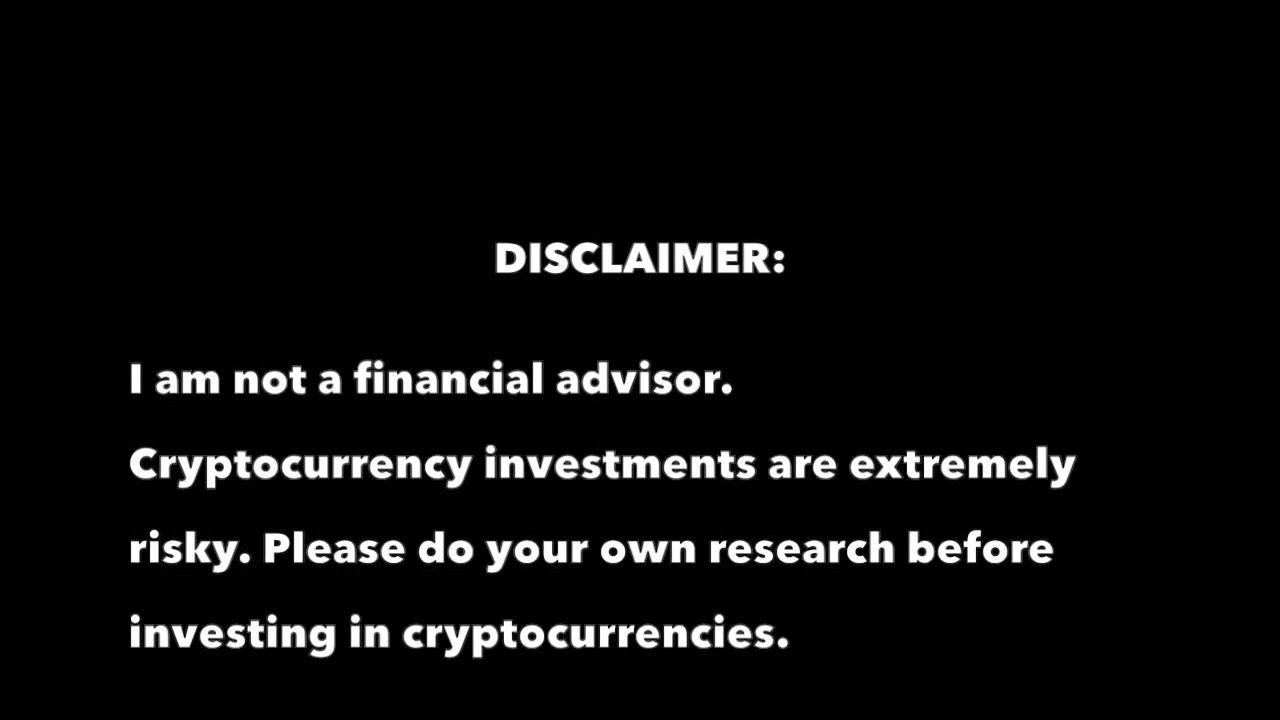 DISCLAIMER:
I am not a financial advisor.
Cryptocurrency investments are extremely
risky. Please do your own research before
investing in cryptocurrencies.